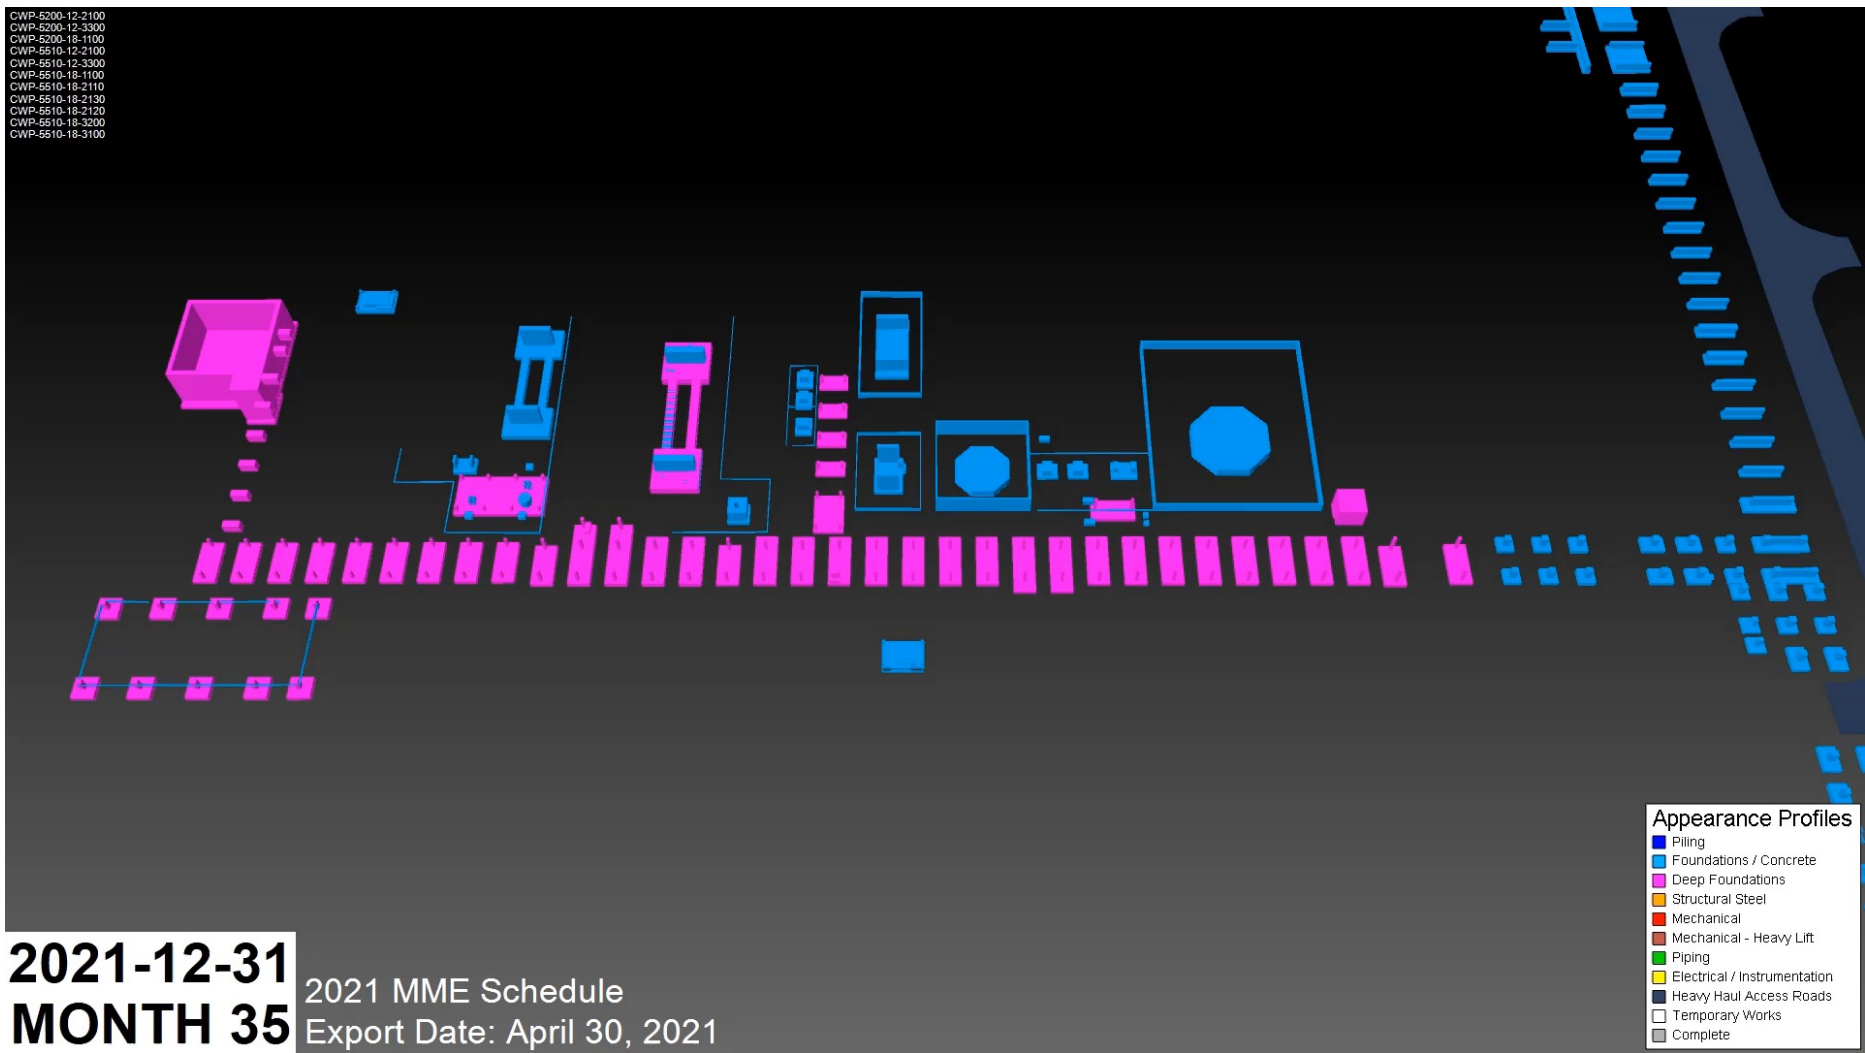 CWP-5200-12-2100
CWP-5200-12-3300
CWP-5200-18-1100
CWP-5510-12-2100
CWP-5510-12-3300
CWP-5510-18-1100
CWP-5510-18-2110
CWP-5510-18-2130
CWP-5510-18-2120
CWP-5510-18-3200
CWP-5510-18-3100
Appearance Profiles
Piling
Foundations / Concrete
Deep Foundations
Structural Steel
Mechanical
Mechanical - Heavy Lift
Piping
Electrical / Instrumentation
Heavy Haul Access Roads
Temporary Works
Complete
2021-12-31
MONTH 35
2021 MME Schedule
Export Date: April 30, 2021